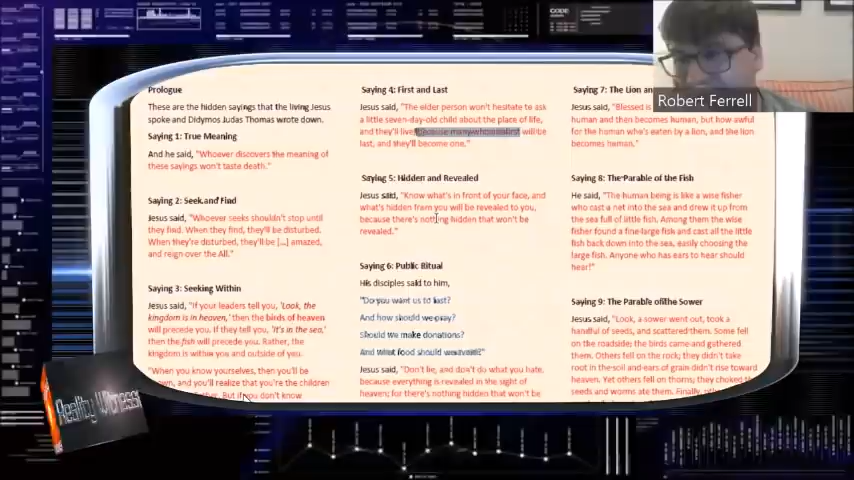 CODE
Robert Ferrell
Prologue
These are the hidden sayings that the living Jesus
spoke and Didymos Judas Thomas wrote down.
Saying 1: True Meaning
And he said, "Whoever discovers the meaning of
these sayings won't taste death."
Saying 2: Seek and Find
Jesus said, "Whoever seeks shouldn't stop until
they find. When they find, they'll be disturbed.
When they're disturbed, they'll be [...] amazed,
and reign over the All."
Saying 3: Seeking Within
Jesus said, "If your leaders tell you, 'Look, the
kingdom is in heaven,' then the birds of heaven
will precede you. If they tell you, 'It's in the sea,'
then the fish will precede you. Rather, the
kingdom is within you and outside of you.
"When you know yourselves, then you'll be
and you'll realize that you're the children
But if you don't know
Saying 4: First and Last
Jesus said, "The elder person won't hesitate to ask
a little seven-day-old child about the place of life,
and they'll live, because many who are first will be
last, and they'll become one."
Saying 5: Hidden and Revealed
Jesus said, "Know what's in front of your face, and
what's hidden from you will be revealed to you,
because there's nothing hidden that won't be
revealed."
Saying 6: Public Ritual
His disciples said to him,
"Do you want us to fast?
And how should we pray?
Should we make donations?
And what food should we avoid?"
Jesus said, "Don't lie, and don't do what you hate,
because everything is revealed in the sight of
heaven; for there's nothing hidden that won't be
Saying 7: The Lion
Jesus said, "Blessed is
human and then becomes human, but how awful
for the human who's eaten by a lion, and the lion
becomes human."
Saying 8: The Parable of the Fish
He said, "The human being is like a wise fisher
who cast a net into the sea and drew it up from
the sea full of little fish. Among them the wise
fisher found a fine large fish and cast all the little
fish back down into the sea, easily choosing the
large fish. Anyone who has ears to hear should
hear!"
Saying 9: The Parable of the Sower
Jesus said, "Look, a sower went out, took a
handful of seeds, and scattered them. Some fell
on the roadside; the birds came and gathered
them. Others fell on the rock; they didn't take
root in the soil and ears of grain didn't rise toward
heaven. Yet others fell on thorns; they choked
seeds and worms ate them. Finally,
Reality Witness